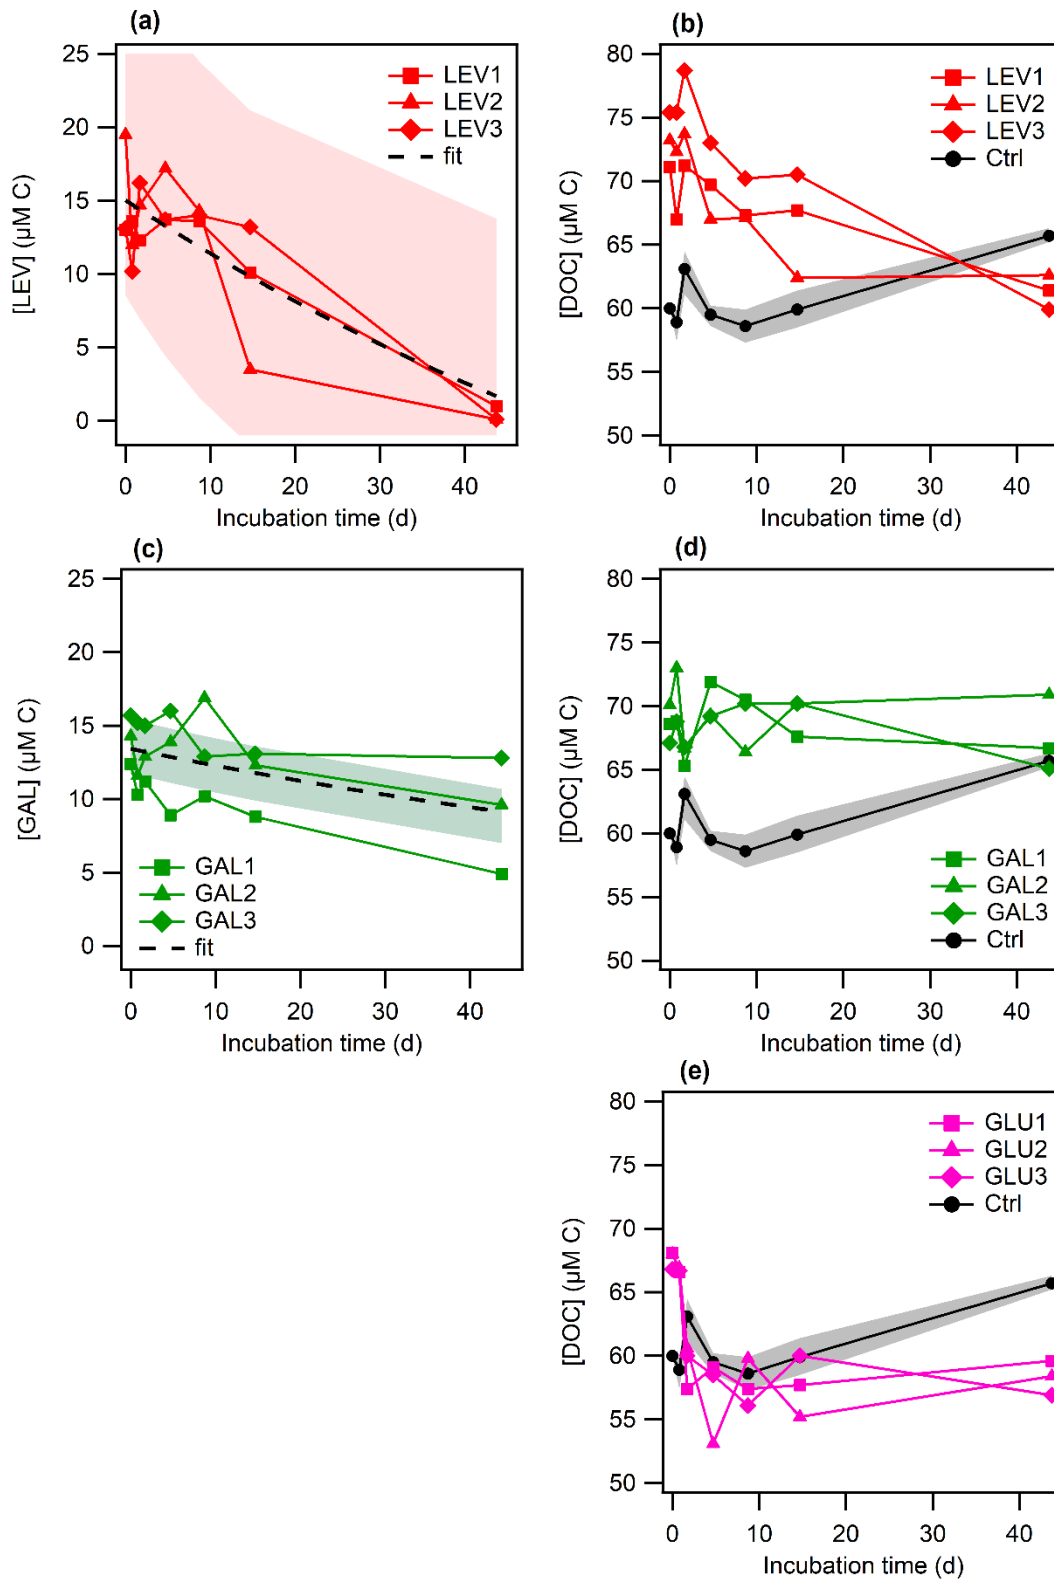 (a)
[LEV] (µM C)
25
20
15
10
5
0
LEV1
LEV2
LEV3
fit
0
10
20
30
40
Incubation time (d)
(b)
[DOC] (µM C)
80
75
70
65
60
55
50
LEV1
LEV2
LEV3
Ctrl
0
10
20
30
40
Incubation time (d)
(c)
[GAL] (µM C)
25
20
15
10
5
0
GAL1
GAL2
GAL3
fit
0
10
20
30
40
Incubation time (d)
(d)
[DOC] (µM C)
80
75
70
65
60
55
50
GAL1
GAL2
GAL3
Ctrl
0
10
20
30
40
Incubation time (d)
(e)
[DOC] (µM C)
80
75
70
65
60
55
50
GLU1
GLU2
GLU3
Ctrl
0
10
20
30
40
Incubation time (d)